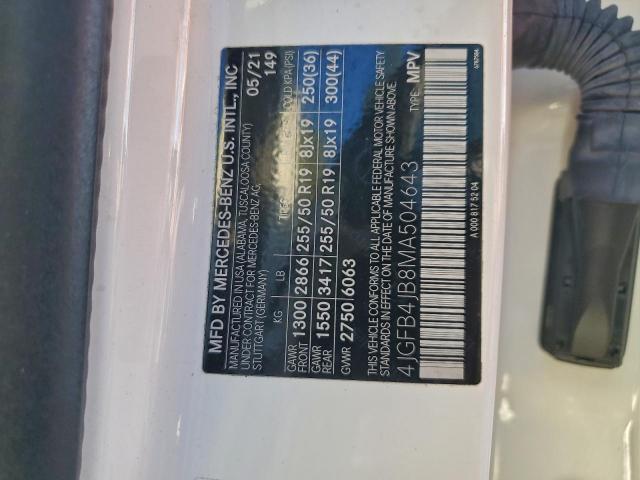 MFD BY MERCEDES-BENZ U.S. INTL., INC
MANUFACTURED IN USA (ALABAMA, TUSCALOOSA COUNTY) 05/21
UNDER CONTRACT FOR MERCEDES-BENZ AG, 149
STUTTGART (GERMANY)
KG LB COLD KPA (PSI)
GAWR FRONT 1300 2866 255/50 R19 8Jx19 250(36)
GAWR REAR 1550 3417 255/50 R19 8Jx19 300(44)
GVWR 2750 6063
THIS VEHICLE CONFORMS TO ALL APPLICABLE FEDERAL MOTOR VEHICLE SAFETY
STANDARDS IN EFFECT ON THE DATE OF MANUFACTURE SHOWN ABOVE.
4JGFB4JB8MA504643 TYPE: MPV
A 000 817 52 04